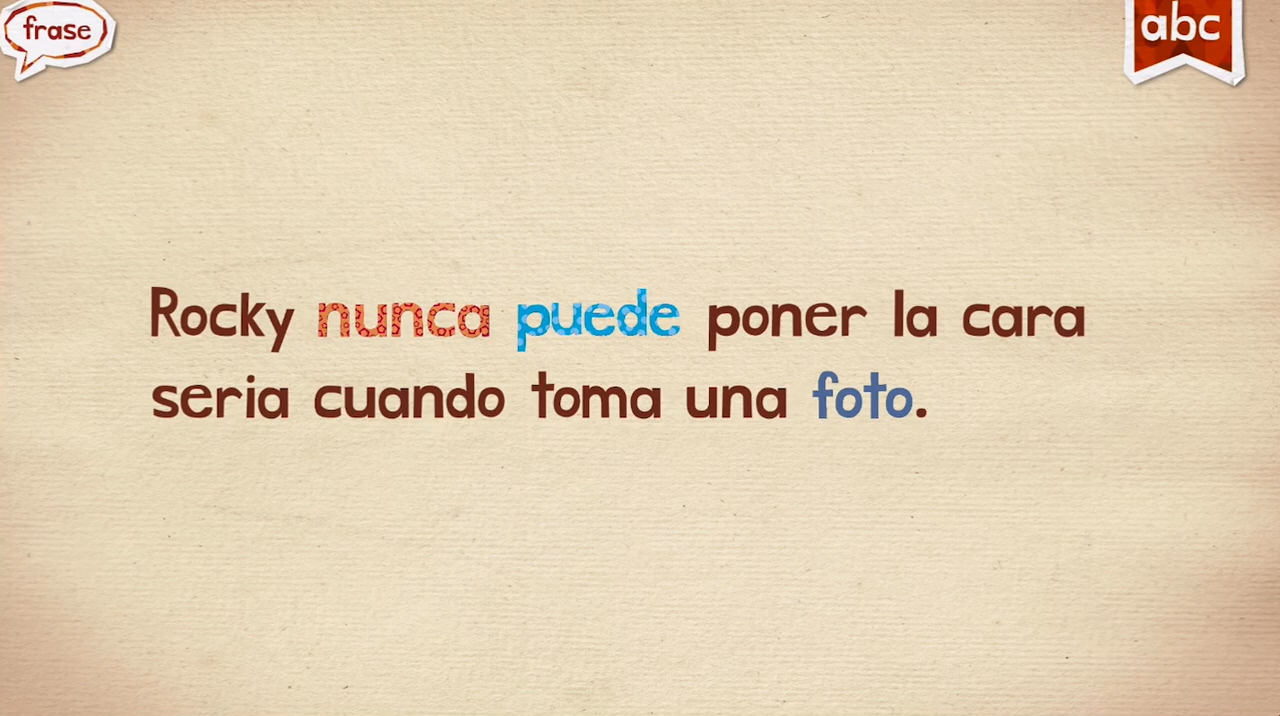 frase
abc
Rocky nunca puede poner la cara
seria cuando toma una foto.